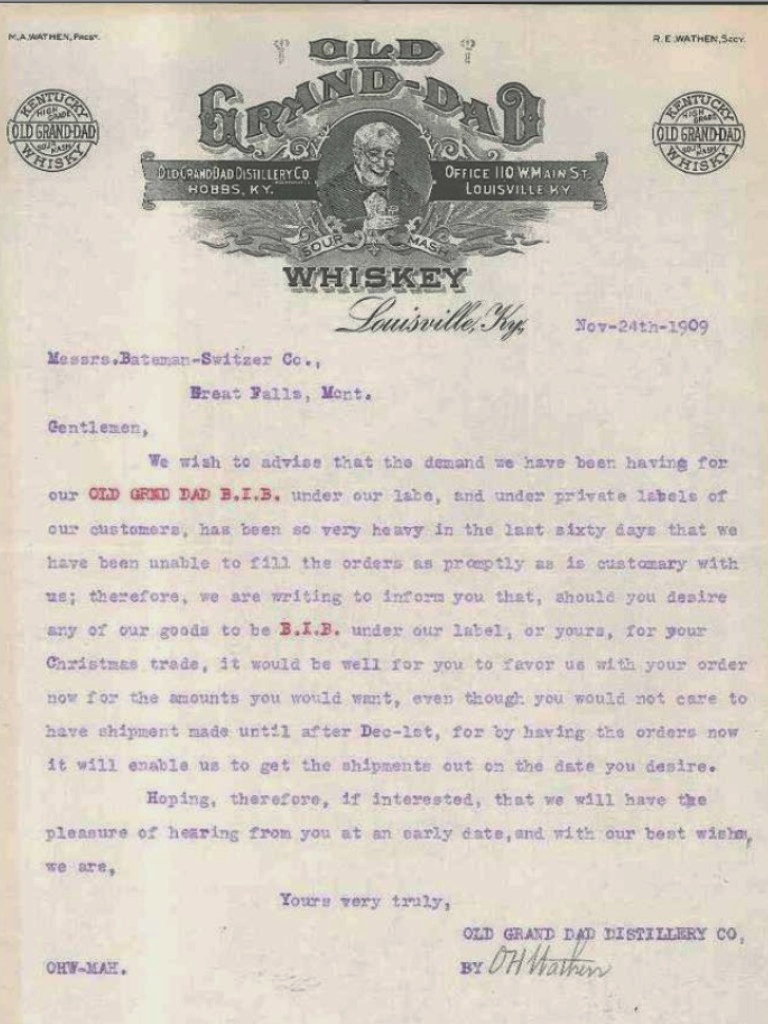 M.A. WATHEN, PREST.
R.E. WATHEN, SECY.
OLD
GRAND-DAD
KENTUCKY
HIGH GRADE
OLD GRAND-DAD
SOUR MASH
WHISKY
KENTUCKY
HIGH GRADE
OLD GRAND-DAD
SOUR MASH
WHISKY
OLD GRAND DAD DISTILLERY CO
HOBBS, KY.
OFFICE 110 W. MAIN ST.
LOUISVILLE KY.
SOUR MASH
WHISKEY
Louisville, Ky,
Nov-24th-1909
Messrs.Bateman-Switzer Co.,
Great Falls, Mont.
Gentlemen,
We wish to advise that the demand we have been having for
our OLD GRND DAD B.I.B. under our labe, and under private labels of
our customers, has been so very heavy in the last sixty days that we
have been unable to fill the orders as promptly as is customary with
us; therefore, we are writing to inform you that, should you desire
any of our goods to be B.I.B. under our label, or yours, for your
Christmas trade, it would be well for you to favor us with your order
now for the amounts you would want, even though you would not care to
have shipment made until after Dec-1st, for by having the orders now
it will enable us to get the shipments out on the date you desire.
Hoping, therefore, if interested, that we will have the
pleasure of hearing from you at an early date,and with our best wishs,
we are,
Yours very truly,
OLD GRAND DAD DISTILLERY CO,
OHW-MAH.
BY OH Wathen